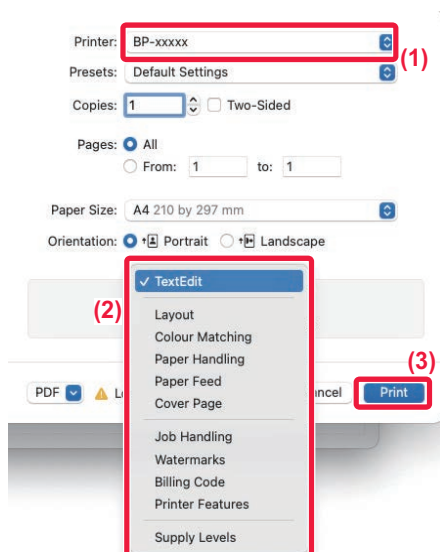 Printer: BP-xxxxx
(1)
Presets: Default Settings
Copies: 1 Two-Sided
Pages: All
From: 1 to: 1
Paper Size: A4 210 by 297 mm
Orientation: Portrait Landscape
✓ TextEdit
(2)
Layout
Colour Matching
Paper Handling
Paper Feed
Cover Page
(3)
PDF
Print
Job Handling
Watermarks
Billing Code
Printer Features
Supply Levels